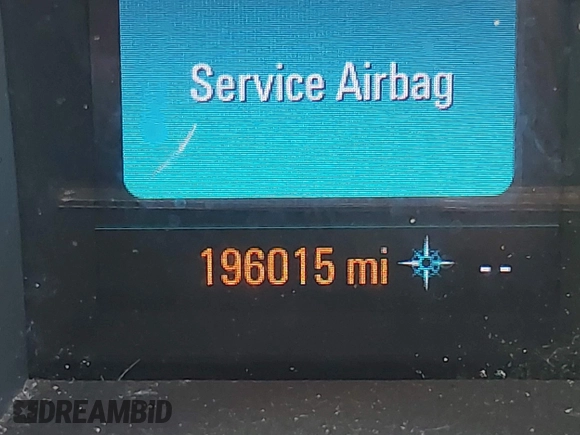 Service Airbag
196015 mi --
DREAMBiD